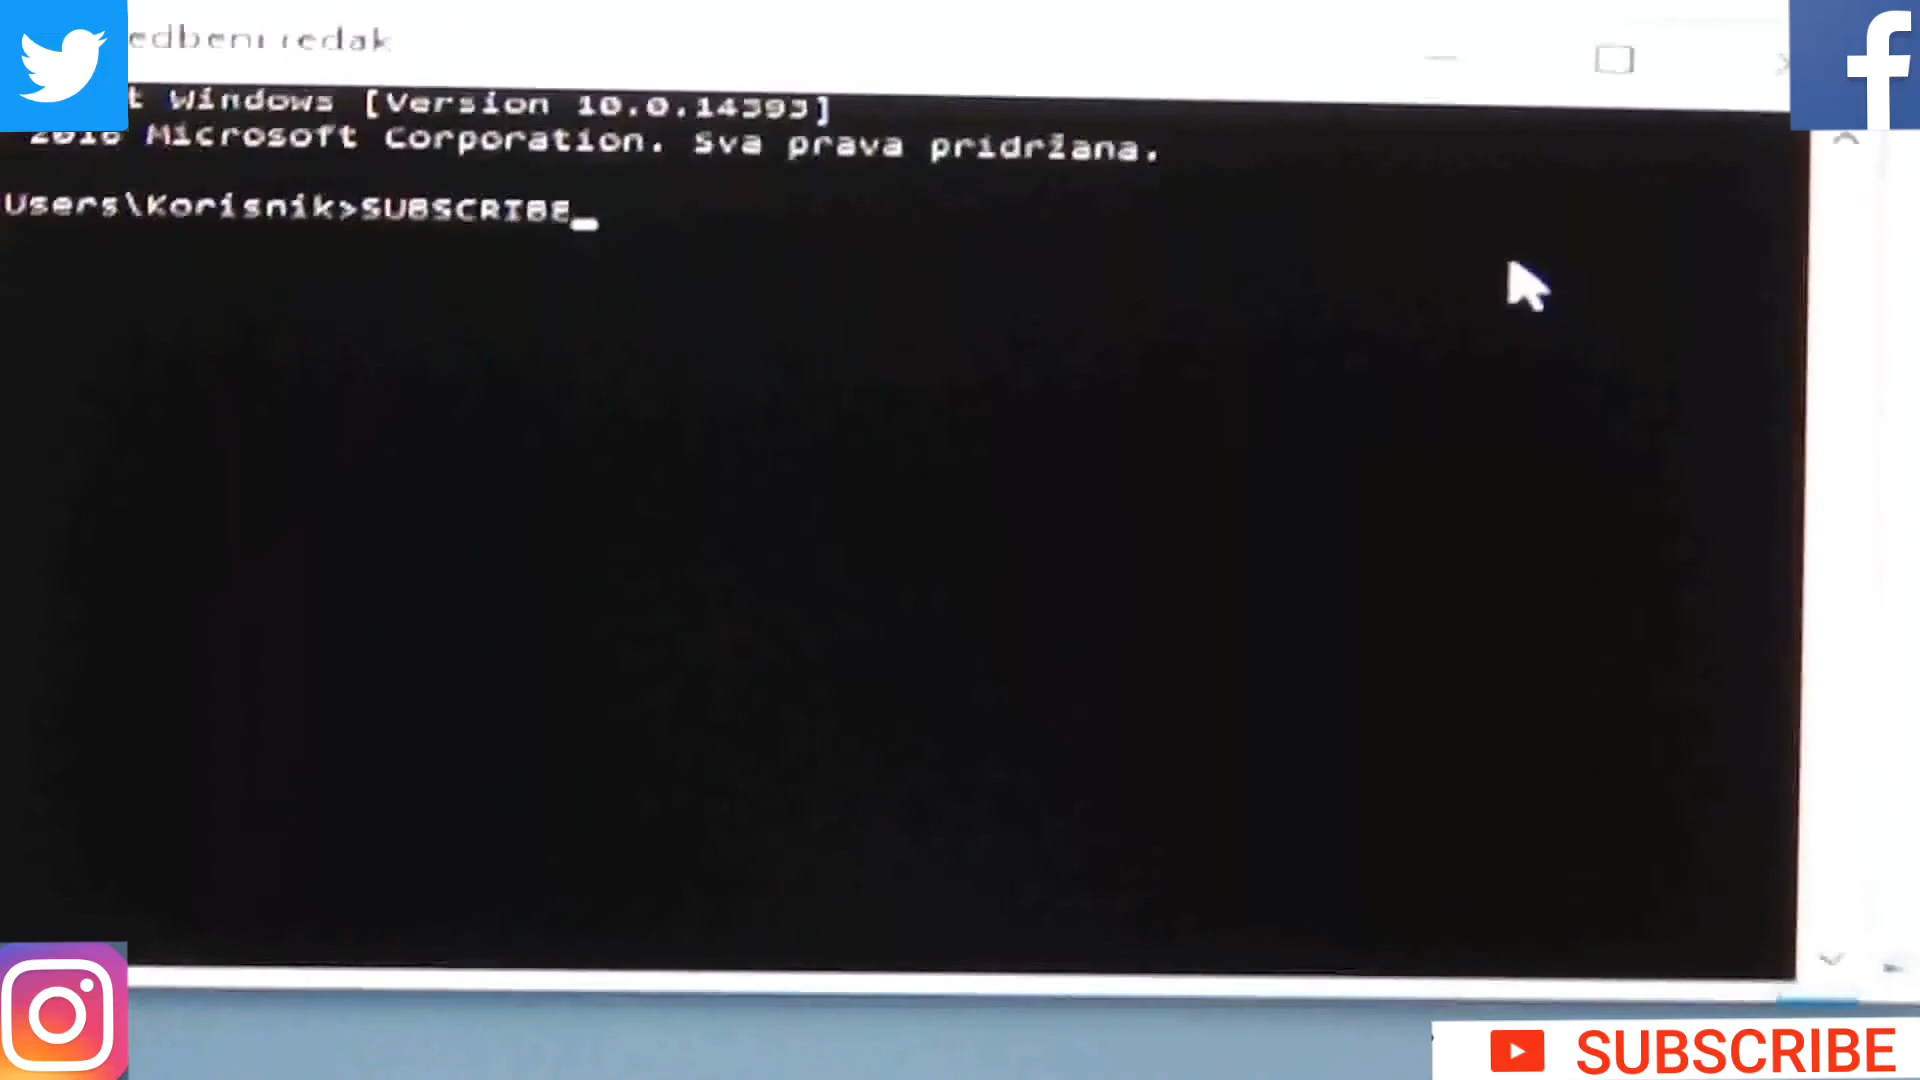 edbeni redak
t Windows [Version 10.0.14393]
2016 Microsoft Corporation. Sva prava pridržana.
Users\Korisnik>SUBSCRIBE_
SUBSCRIBE